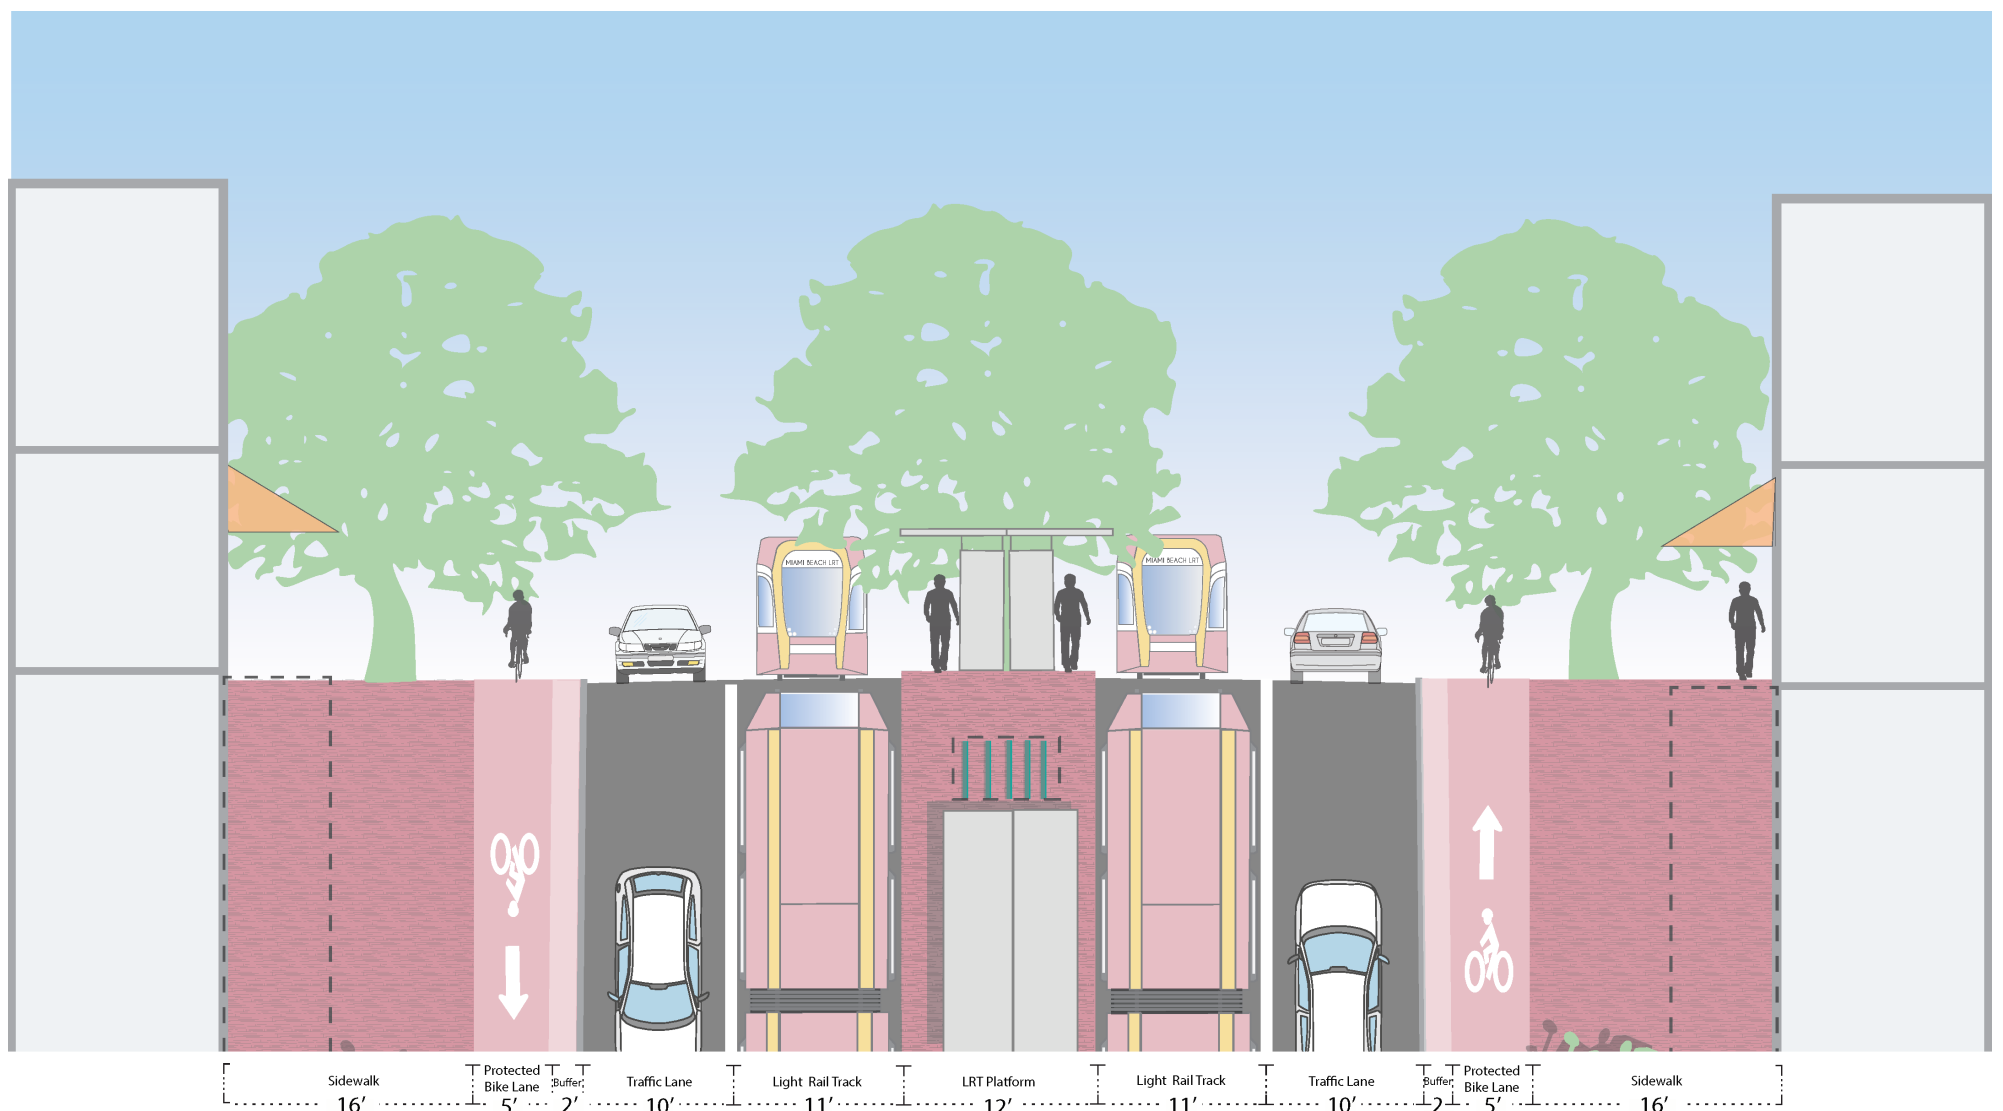 MIAMI BEACH LRT
MIAMI BEACH LRT
Sidewalk
16'
Protected
Bike Lane
5'
Buffer
2'
Traffic Lane
10'
Light Rail Track
11'
LRT Platform
12'
Light Rail Track
11'
Traffic Lane
10'
Buffer
2
Protected
Bike Lane
5'
Sidewalk
16'